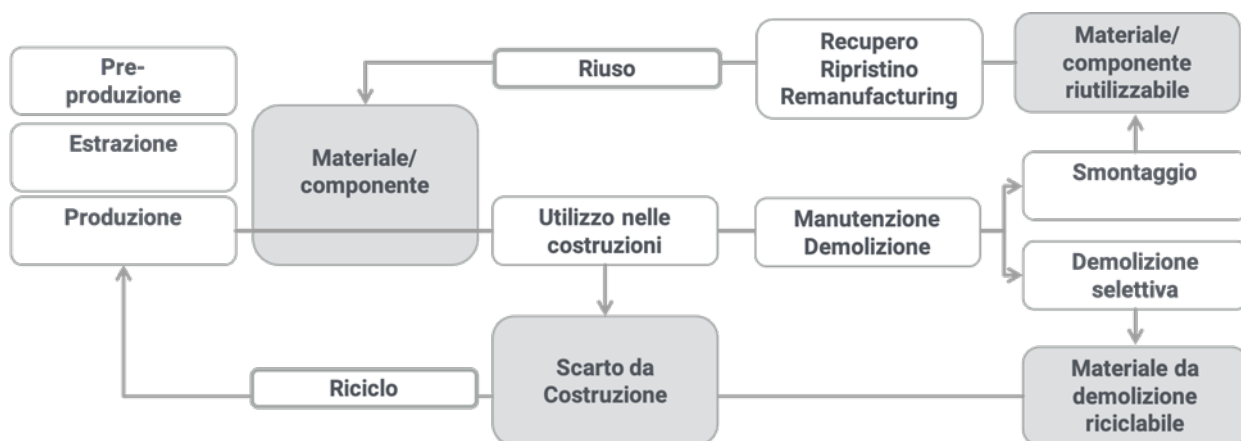 Pre-
produzione
Estrazione
Produzione
Materiale/
componente
Riuso
Recupero
Ripristino
Remanufacturing
Materiale/
componente
riutilizzabile
Smontaggio
Utilizzo nelle
costruzioni
Manutenzione
Demolizione
Demolizione
selettiva
Riciclo
Scarto da
Costruzione
Materiale da
demolizione
riciclabile